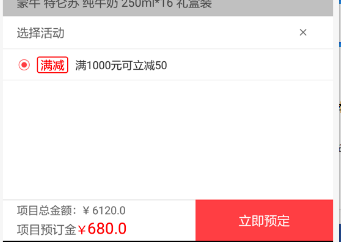 蒙牛 特仑苏 纯牛奶 250ml*16 礼盒装
选择活动 ×
满减 满1000元可立减50
项目总金额：￥6120.0
项目预订金￥680.0
立即预定